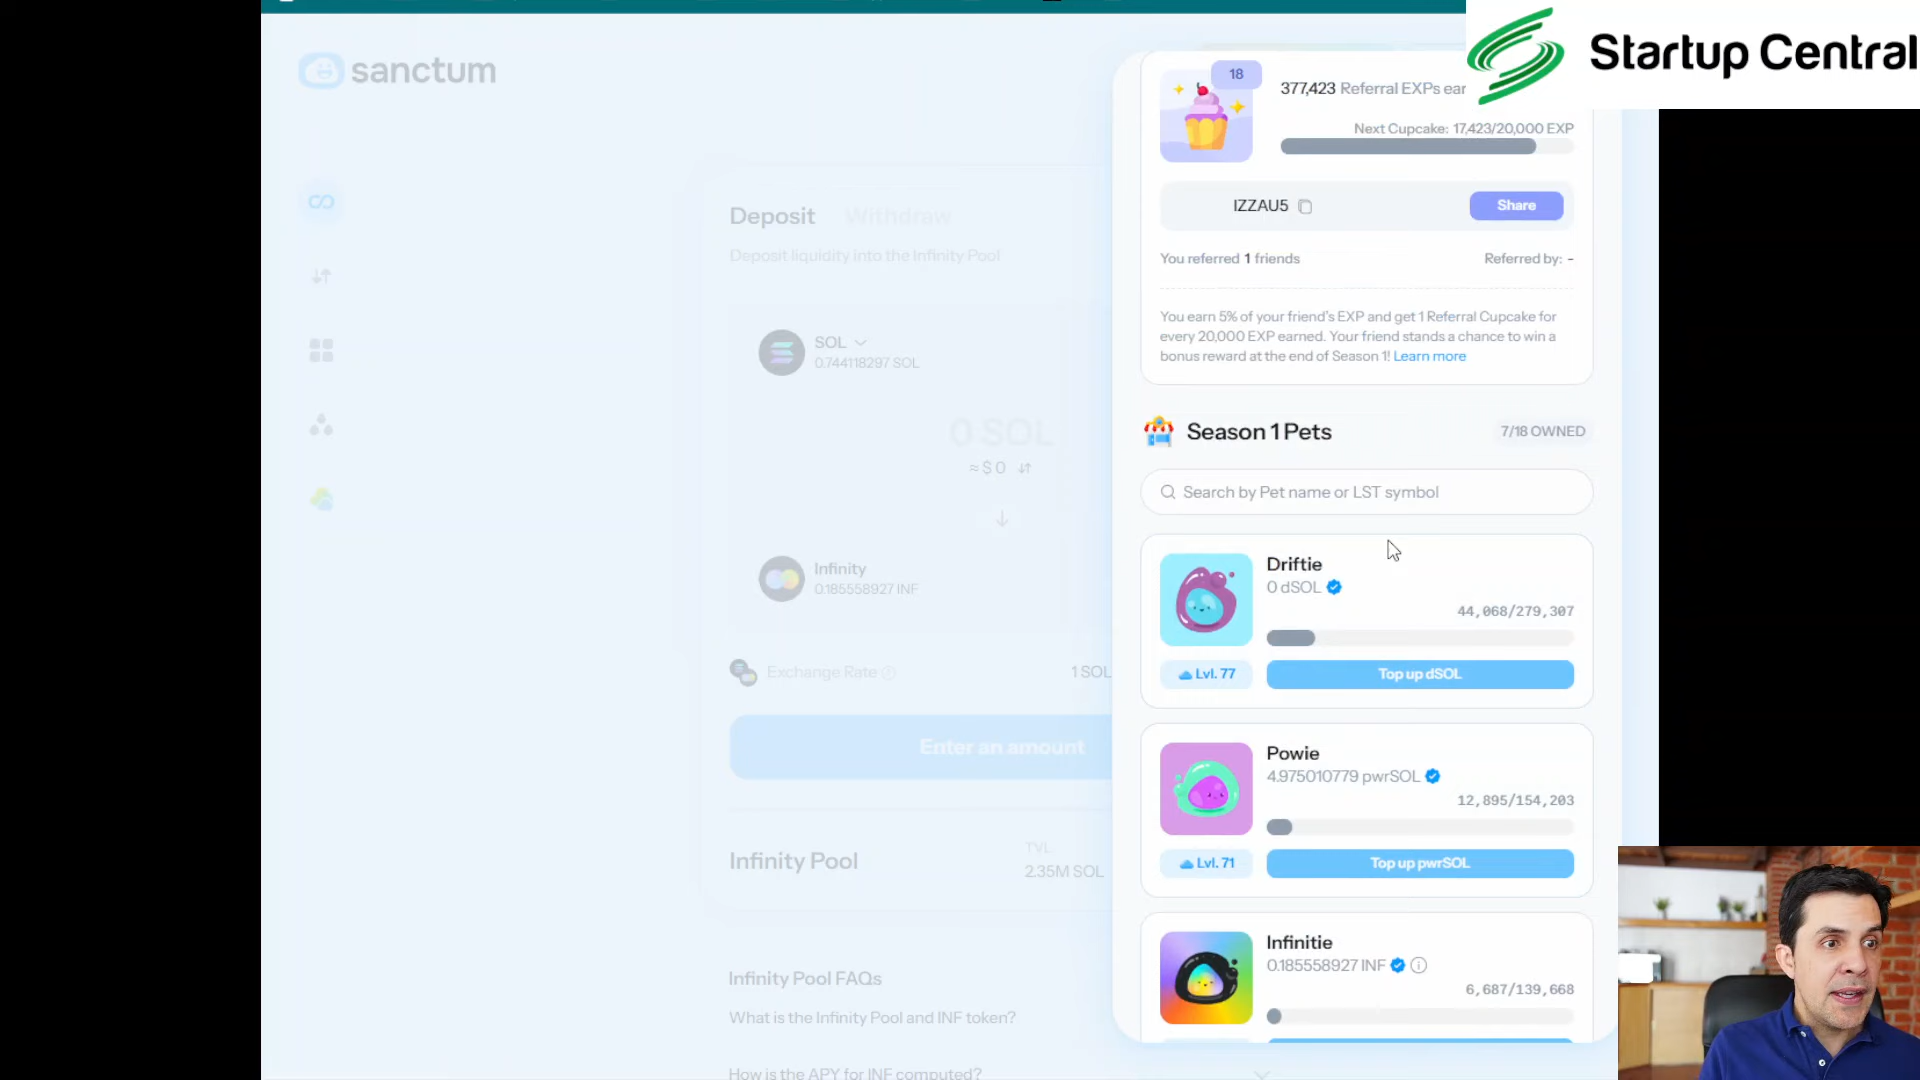 Startup Central
sanctum
18
377,423 Referral EXPs ear
Next Cupcake: 17,423/20,000 EXP
IZZAU5
Share
You referred 1 friends
Referred by: -
You earn 5% of your friend's EXP and get 1 Referral Cupcake for
every 20,000 EXP earned. Your friend stands a chance to win a
bonus reward at the end of Season 1! Learn more
Deposit
Withdraw
Deposit liquidity into the Infinity Pool
SOL
0.744118297 SOL
0 SOL
≈ $ 0
Infinity
0.185558927 INF
Exchange Rate
1 SOL
Enter an amount
Infinity Pool
TVL
2.35M SOL
Infinity Pool FAQs
What is the Infinity Pool and INF token?
How is the APY for INF computed?
Season 1 Pets
7/18 OWNED
Search by Pet name or LST symbol
Driftie
0 dSOL
44,068/279,307
Lvl. 77
Top up dSOL
Powie
4.975010779 pwrSOL
12,895/154,203
Lvl. 71
Top up pwrSOL
Infinitie
0.185558927 INF
6,687/139,668